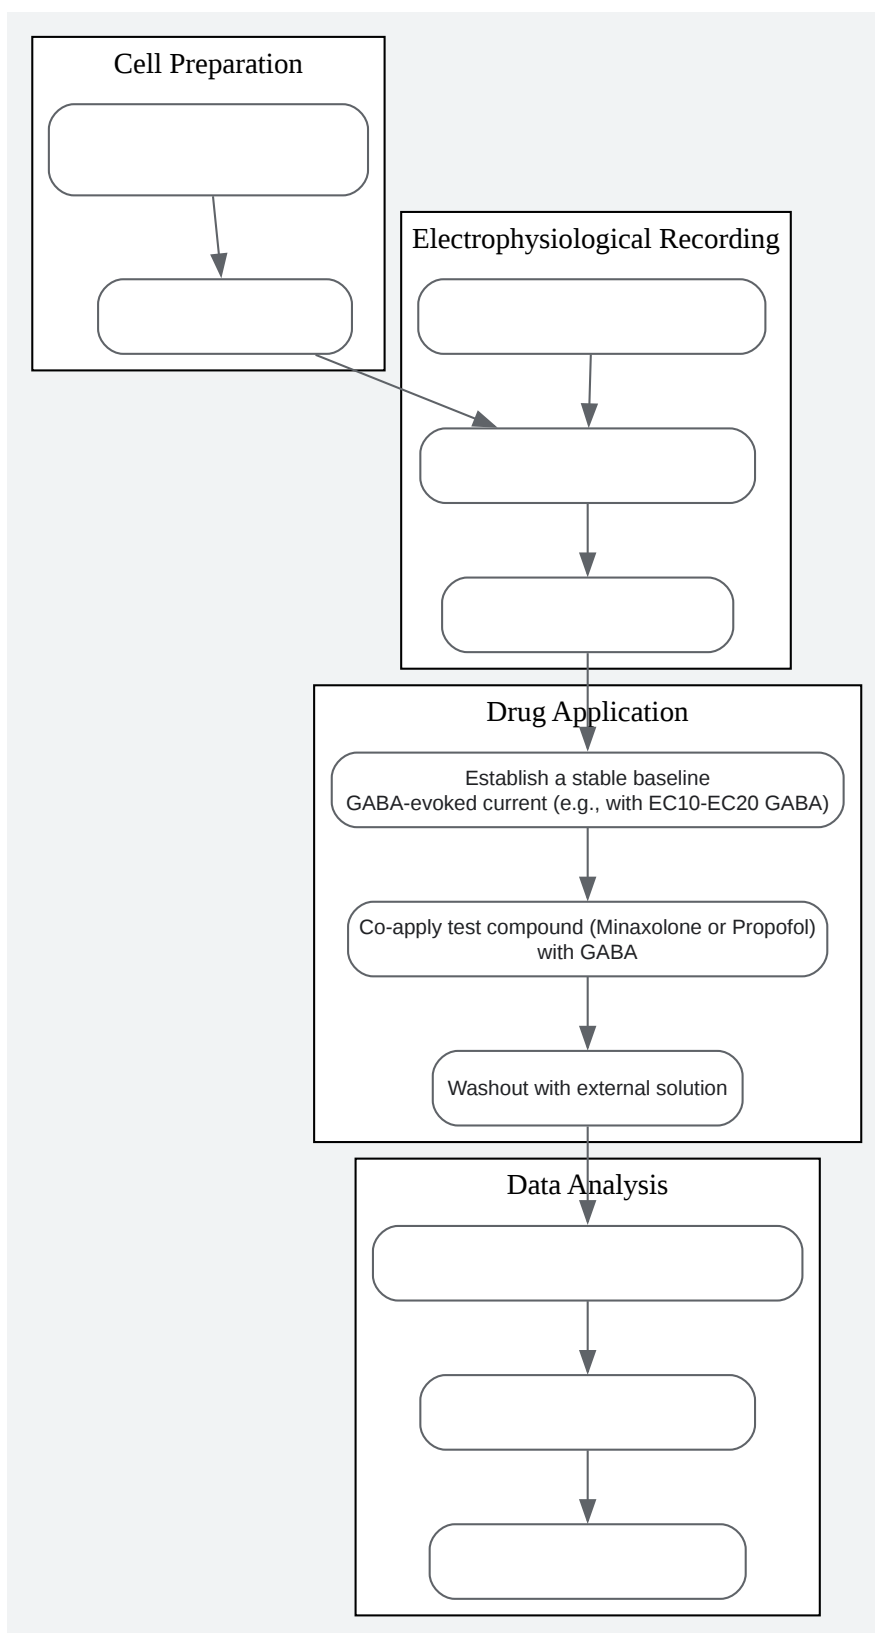 Cell Preparation
Electrophysiological Recording
Drug Application
Establish a stable baseline
GABA-evoked current (e.g., with EC10-EC20 GABA)
Co-apply test compound (Minaxolone or Propofol)
with GABA
Washout with external solution
Data Analysis